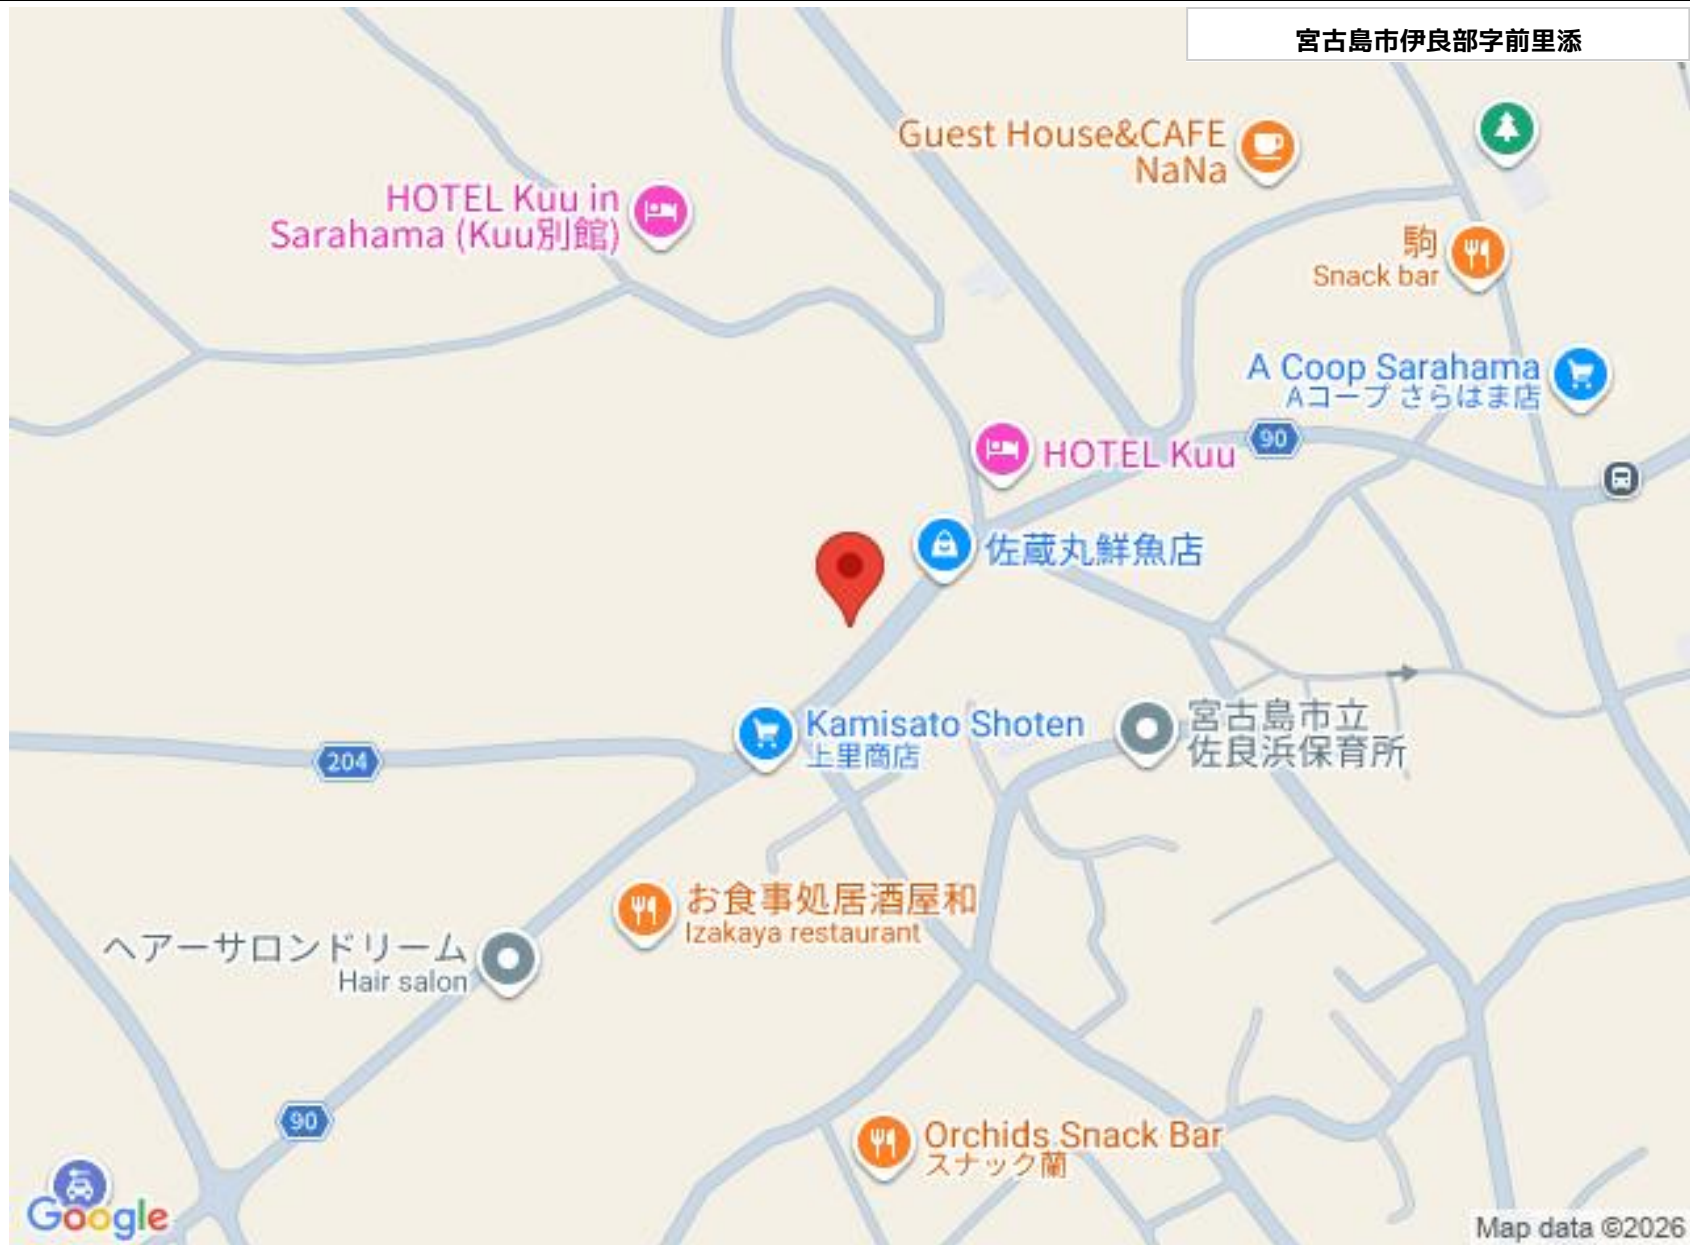 宮古島市伊良部字前里添
Guest House&CAFE
NaNa
HOTEL Kuu in
Sarahama (Kuu別館)
駒
Snack bar
A Coop Sarahama
Aコープ さらはま店
90
HOTEL Kuu
佐蔵丸鮮魚店
宮古島市立
佐良浜保育所
Kamisato Shoten
上里商店
204
お食事処居酒屋和
Izakaya restaurant
ヘアーサロンドリーム
Hair salon
90
Orchids Snack Bar
スナック蘭
Google
Map data ©2026